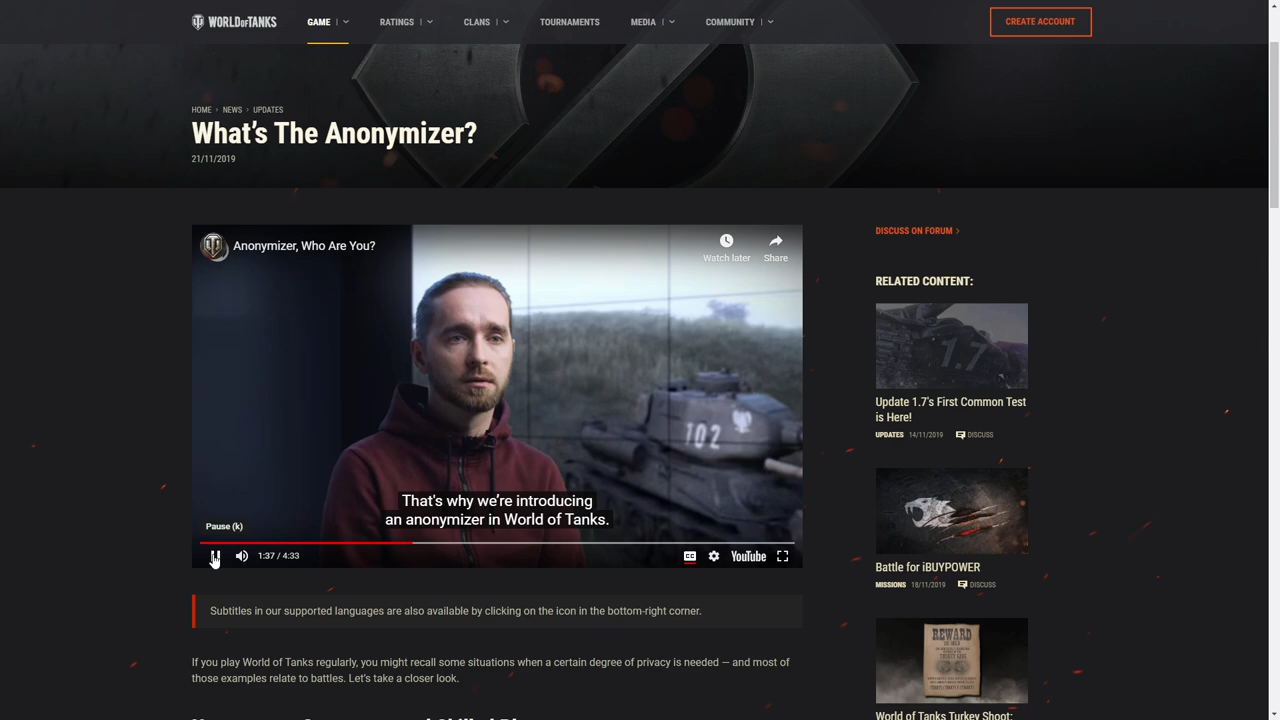 WORLD OF TANKS
GAME
RATINGS
CLANS
TOURNAMENTS
MEDIA
COMMUNITY
CREATE ACCOUNT
HOME › NEWS › UPDATES
What's The Anonymizer?
21/11/2019
Anonymizer, Who Are You?
Watch later
Share
102
That's why we're introducing
an anonymizer in World of Tanks.
Pause (k)
1:37 / 4:33
CC
YouTube
Subtitles in our supported languages are also available by clicking on the icon in the bottom-right corner.
If you play World of Tanks regularly, you might recall some situations when a certain degree of privacy is needed — and most of
those examples relate to battles. Let's take a closer look.
DISCUSS ON FORUM ›
RELATED CONTENT:
1.7
Update 1.7's First Common Test
is Here!
UPDATES 14/11/2019 DISCUSS
Battle for iBUYPOWER
MISSIONS 18/11/2019 DISCUSS
REWARD
World of Tanks Turkey Shoot: